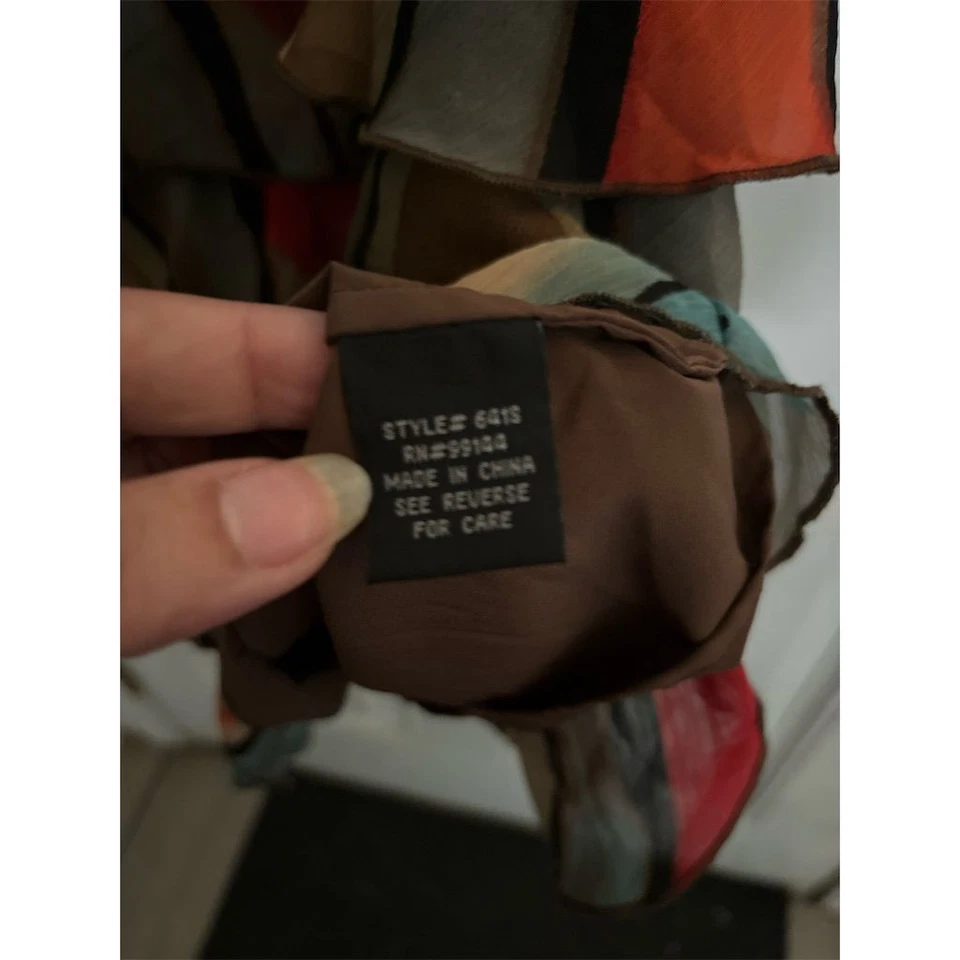 STYLE# 641S
RN#99144
MADE IN CHINA
SEE REVERSE
FOR CARE